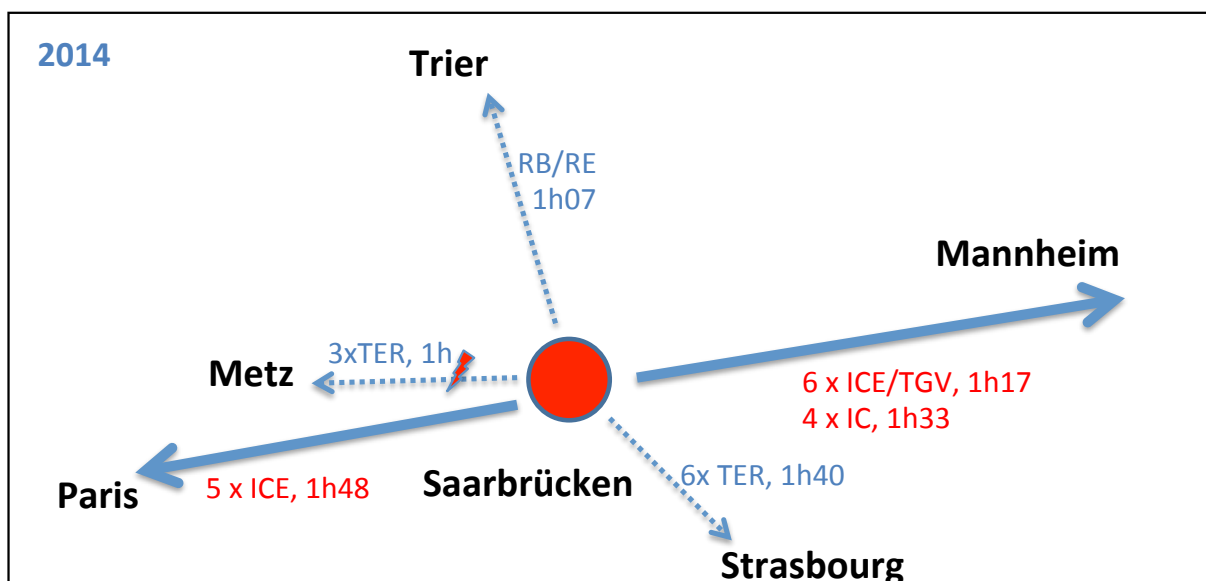 2014
Trier
RB/RE
1h07
Mannheim
3xTER, 1h
Metz
6 x ICE/TGV, 1h17
4 x IC, 1h33
Paris
5 x ICE, 1h48
Saarbrücken
6x TER, 1h40
Strasbourg